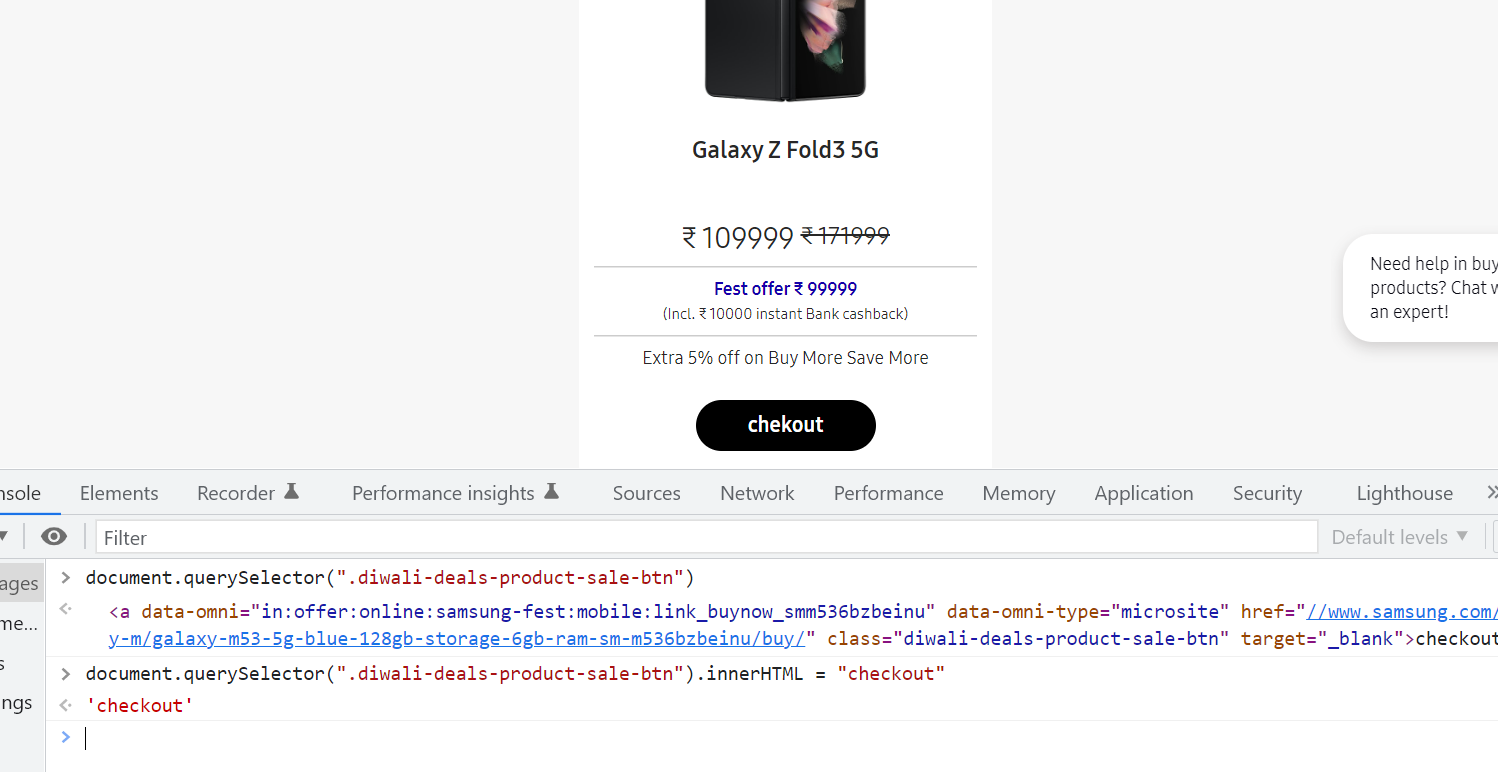 Galaxy Z Fold3 5G
₹ 109999 ₹ 171999
Fest offer ₹ 99999
(Incl. ₹ 10000 instant Bank cashback)
Extra 5% off on Buy More Save More
chekout
Need help in buy
products? Chat w
an expert!
nsole Elements Recorder Performance insights Sources Network Performance Memory Application Security Lighthouse »
Filter Default levels ▼
ages
me...
s
ngs
> document.querySelector(".diwali-deals-product-sale-btn")
<a data-omni="in:offer:online:samsung-fest:mobile:link_buynow_smm536bzbeinu" data-omni-type="microsite" href="//www.samsung.com/
y-m/galaxy-m53-5g-blue-128gb-storage-6gb-ram-sm-m536bzbeinu/buy/" class="diwali-deals-product-sale-btn" target="_blank">checkout
> document.querySelector(".diwali-deals-product-sale-btn").innerHTML = "checkout"
'checkout'
>